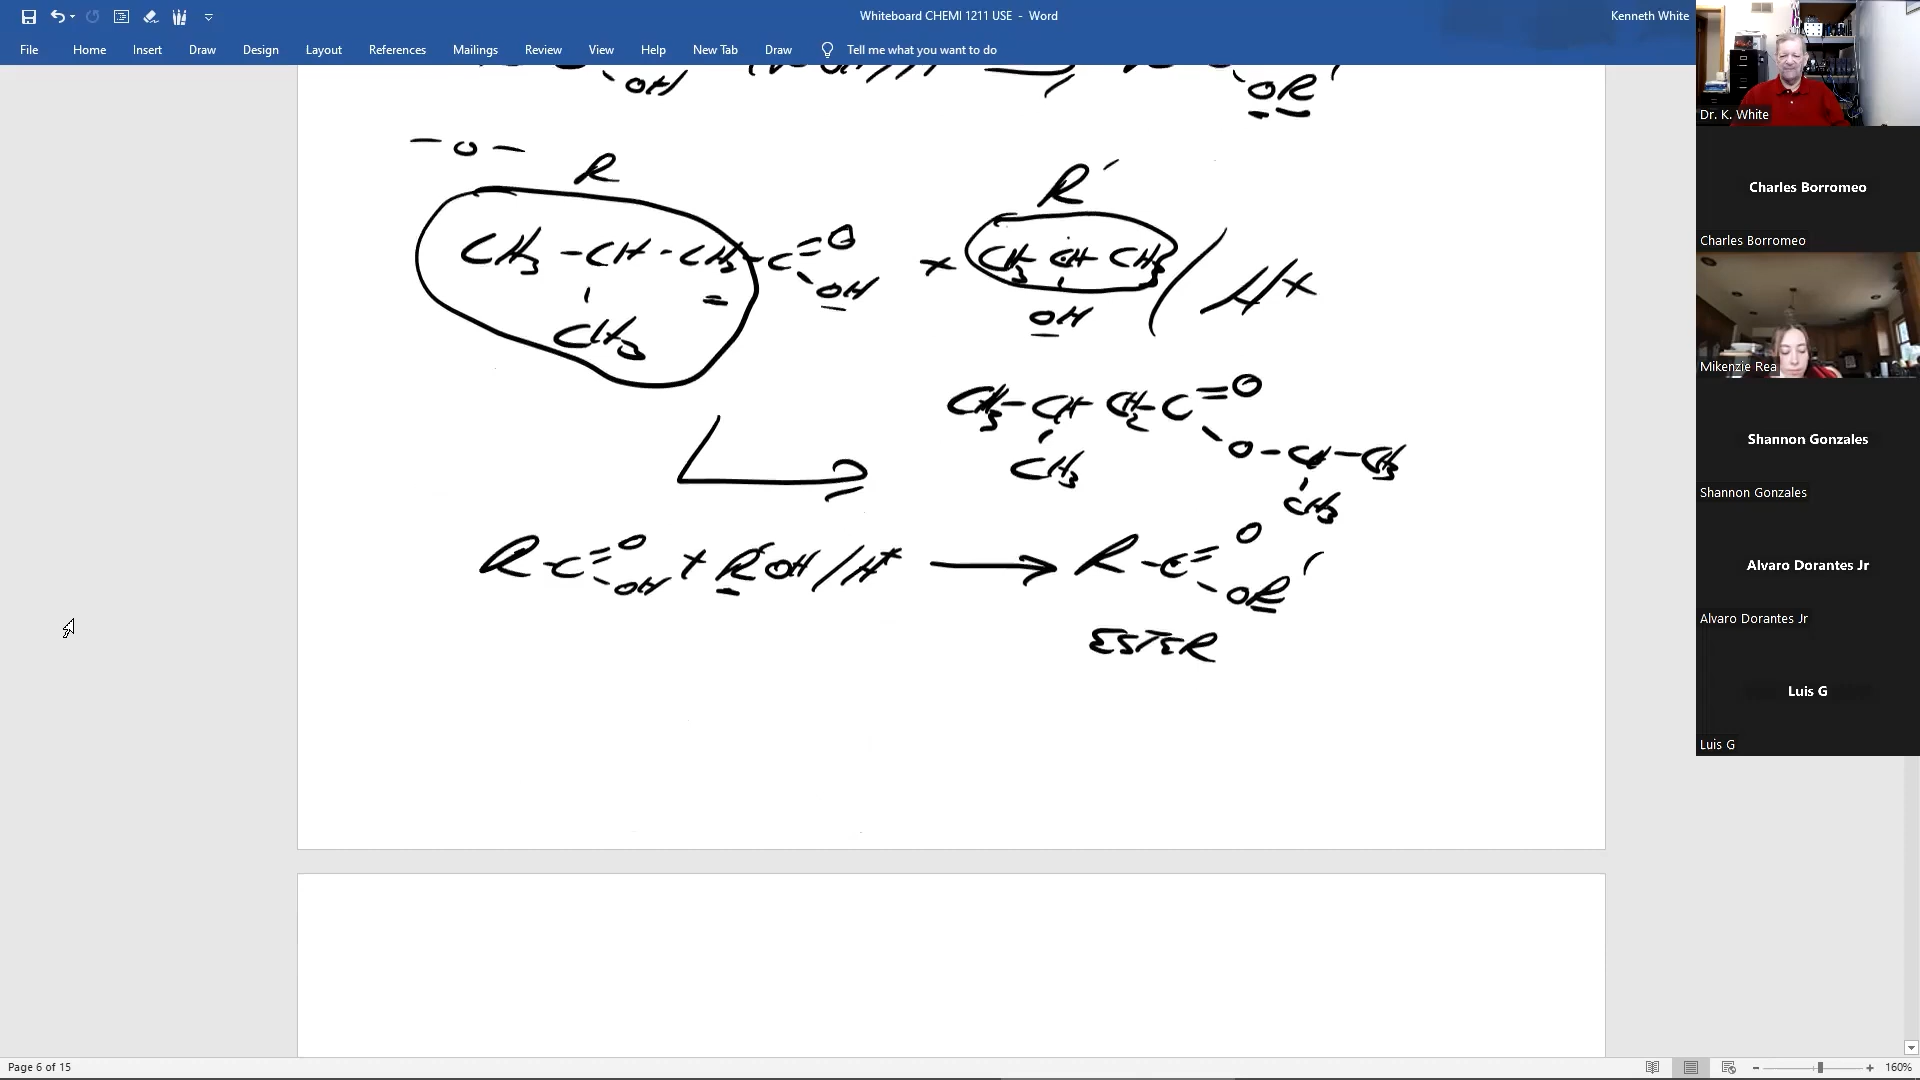 Whiteboard CHEMI 1211 USE - Word
Kenneth White
File Home Insert Draw Design Layout References Mailings Review View Help New Tab Draw Tell me what you want to do
OH
OR
-O-
R
R'
CH3 -CH-CH2-C=O
OH
CH3
+ CH3 CH CH3 / H+
OH
CH3-CH CH2-C=O
CH3
O-CH-CH3
CH3
R-C=O
OH
+ R'OH/H+ → R-C=O
OR'
ESTER
Dr. K. White
Charles Borromeo
Charles Borromeo
Mikenzie Rea
Shannon Gonzales
Shannon Gonzales
Alvaro Dorantes Jr
Alvaro Dorantes Jr
Luis G
Luis G
Page 6 of 15
160%